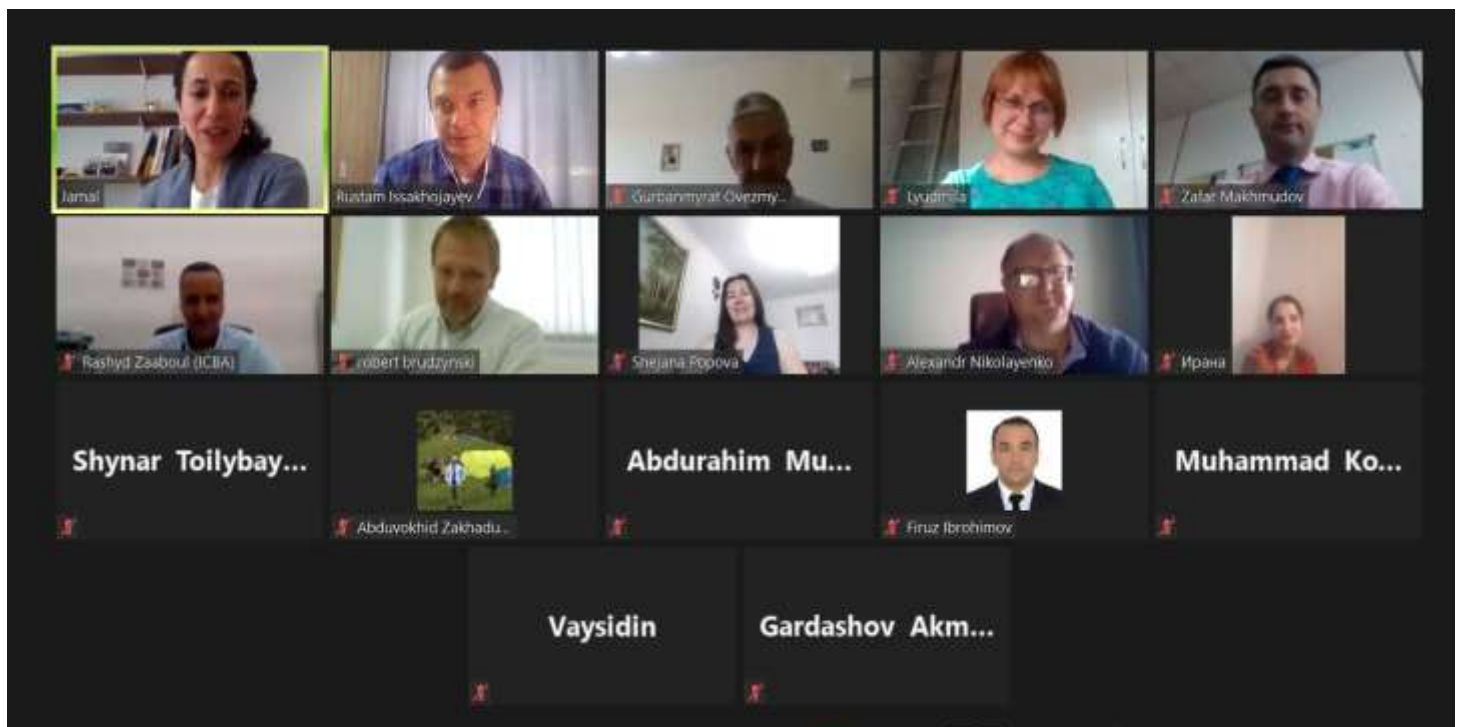 Jamal
Rustam Issakhojayev
Gurbanmyrat Ovezmy...
Lyudmila
Zafar Makhmudov
Rashyd Zaaboul (ICBA)
robert brudzynski
Shejana Popova
Alexandr Nikolayenko
Ирана
Shynar Toilybay...
Abduvokhid Zakhadu...
Abdurahim Mu...
Firuz Ibrohimov
Muhammad Ko...
Vaysidin
Gardashov Akm...